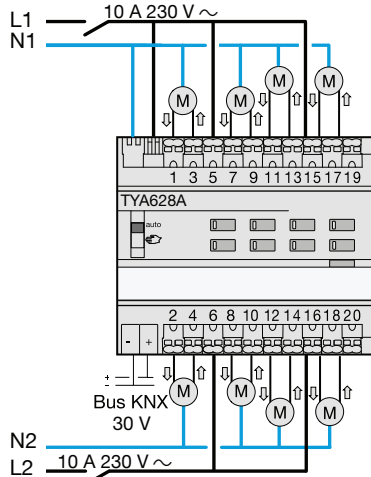 L1 10 A 230 V ~
N1
M M M M
1 3 5 7 9 11 13 15 17 19
TYA628A
auto
2 4 6 8 10 12 14 16 18 20
- +
Bus KNX
30 V
M M M M
N2
L2 10 A 230 V ~